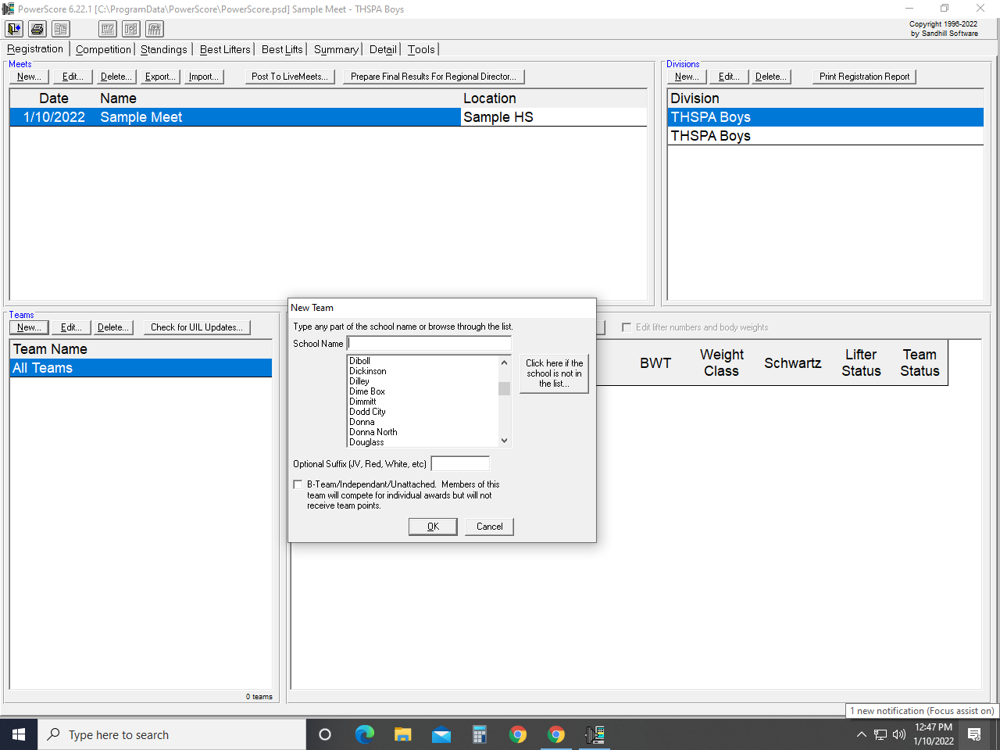 PowerScore 6.22.1 [C:\ProgramData\PowerScore\PowerScore.psd] Sample Meet - THSPA Boys
Copyright 1996-2022
by Sandhill Software
Registration Competition Standings Best Lifters Best Lifts Summary Detail Tools
Meets
New... Edit... Delete... Export... Import... Post To LiveMeets... Prepare Final Results For Regional Director...
Date Name Location
1/10/2022 Sample Meet Sample HS
Divisions
New... Edit... Delete... Print Registration Report
Division
THSPA Boys
THSPA Boys
Teams
New... Edit... Delete... Check for UIL Updates...
Team Name
All Teams
0 teams
Edit lifter numbers and body weights
BWT Weight Class Schwartz Lifter Status Team Status
New Team
Type any part of the school name or browse through the list.
School Name
Diboll
Dickinson
Dilley
Dime Box
Dimmitt
Dodd City
Donna
Donna North
Douglass
Click here if the
school is not in
the list...
Optional Suffix (JV, Red, White, etc)
B-Team/Independant/Unattached. Members of this
team will compete for individual awards but will not
receive team points.
OK Cancel
1 new notification (Focus assist on)
Type here to search
12:47 PM
1/10/2022